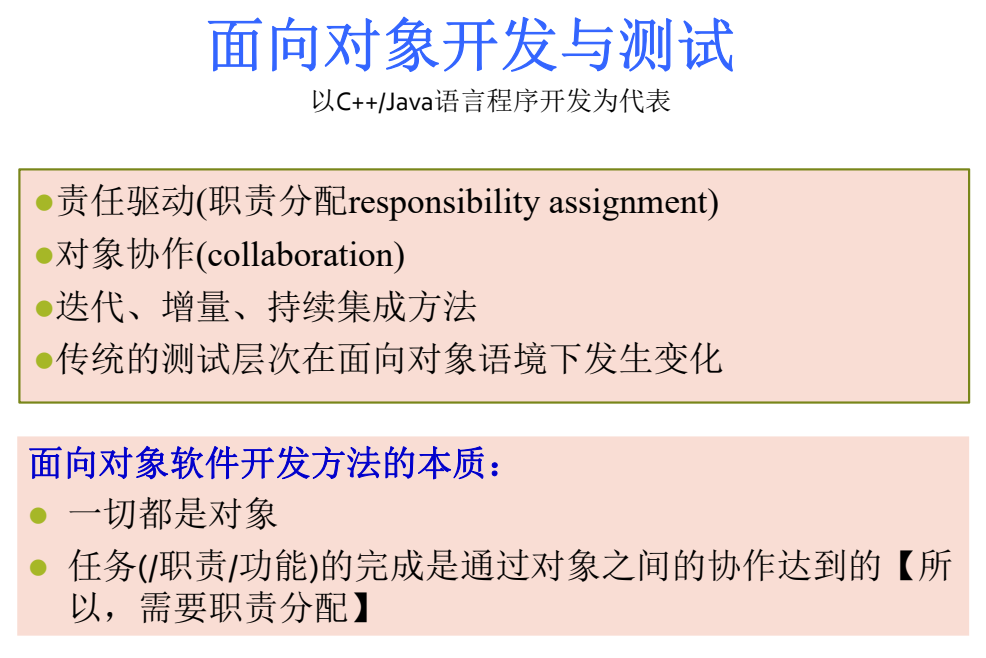 面向对象开发与测试
以C++/Java语言程序开发为代表
●责任驱动(职责分配responsibility assignment)
●对象协作(collaboration)
●迭代、增量、持续集成方法
●传统的测试层次在面向对象语境下发生变化
面向对象软件开发方法的本质：
● 一切都是对象
● 任务(/职责/功能)的完成是通过对象之间的协作达到的【所
以，需要职责分配】